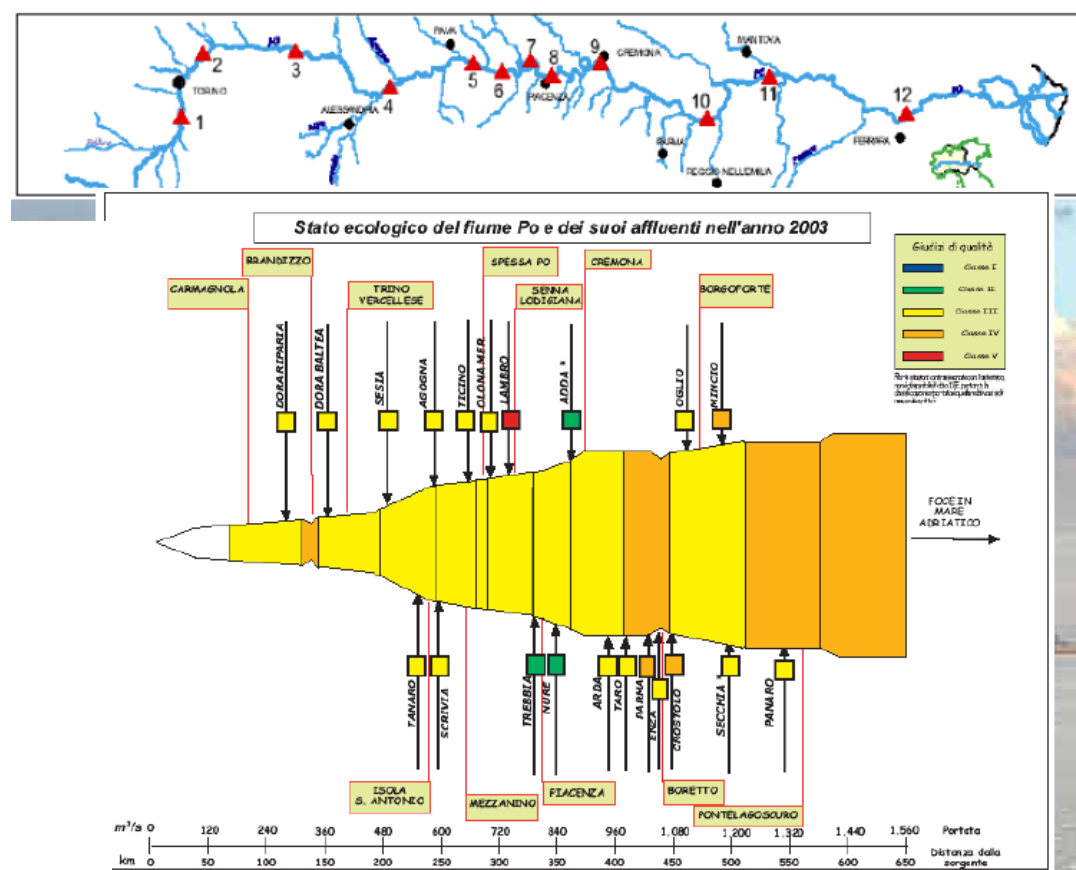 PAVIA
7
9
CREMONA
MANTOVA
2
3
5
6
8
TORINO
PIACENZA
4
10
11
12
1
ALESSANDRIA
PARMA
FERRARA
REGGIO NELL'EMILIA
Stato ecologico del fiume Po e dei suoi affluenti nell'anno 2003
Giudizi di qualità
Classe I
Classe II
Classe III
Classe IV
Classe V
BRANDIZZO
SPESSA PO
CREMONA
CARMAGNOLA
TRINO
VERCELLESE
SENNA
LODIGIANA
BORGOFORTE
DORA RIPARIA
DORA BALTEA
SESIA
AGOGNA
TICINO
OLONA MER.
LAMBRO
ADDA *
OGLIO
MINCIO
FOCE IN
MARE
ADRIATICO
TANARO
SCRIVIA
TREBBIA
NURE
ARDA
TARO
PARMA
ENZA
CROSTOLO
SECCHIA *
PANARO
ISOLA
S. ANTONIO
MEZZANINO
PIACENZA
BORETTO
PONTELAGOSCURO
m³/s 0 120 240 360 480 600 720 840 960 1,080 1,200 1,320 1,440 1,560 Portata
km 0 50 100 150 200 250 300 350 400 450 500 550 600 650 Distanza dalla
sorgente